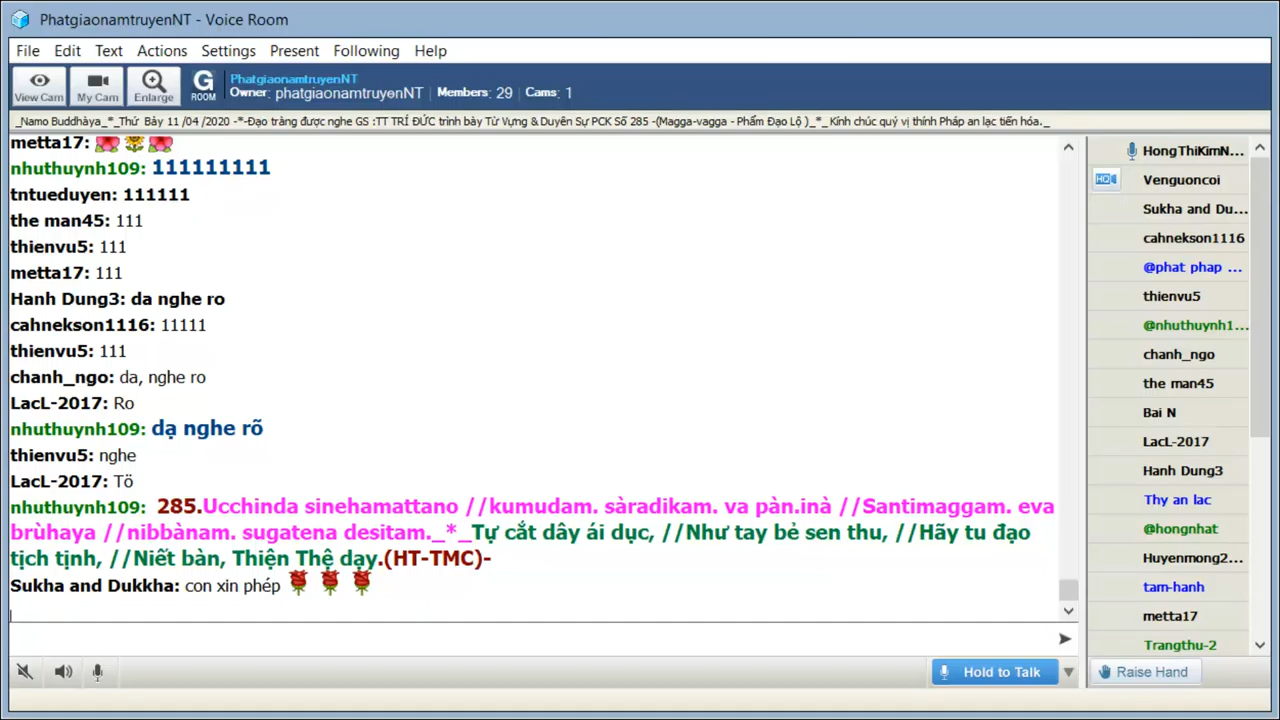 PhatgiaonamtruyenNT - Voice Room
File Edit Text Actions Settings Present Following Help
View Cam My Cam Enlarge G ROOM
PhatgiaonamtruyenNT
Owner: phatgiaonamtruyenNT Members: 29 Cams: 1
_Namo Buddhàya_*_Thứ Bảy 11 /04 /2020 -*-Đạo tràng được nghe GS :TT TRÍ ĐỨC trình bày Từ Vựng & Duyên Sự PCK Số 285 -(Magga-vagga - Phẩm Đạo Lộ )_*_ Kính chúc quý vị thính Pháp an lạc tiến hóa._
metta17:
nhuthuynh109: 111111111
tntueduyen: 111111
the man45: 111
thienvu5: 111
metta17: 111
Hanh Dung3: da nghe ro
cahnekson1116: 11111
thienvu5: 111
chanh_ngo: da, nghe ro
LacL-2017: Ro
nhuthuynh109: dạ nghe rõ
thienvu5: nghe
LacL-2017: Tö
nhuthuynh109: 285.Ucchinda sinehamattano //kumudam. sàradikam. va pàn.inà //Santimaggam. eva
brùhaya //nibbànam. sugatena desitam._*_Tự cắt dây ái dục, //Như tay bẻ sen thu, //Hãy tu đạo
tịch tịnh, //Niết bàn, Thiện Thệ dạy.(HT-TMC)-
Sukha and Dukkha: con xin phép
HongThiKimN...
HQ Venguoncoi
Sukha and Du...
cahnekson1116
@phat phap ...
thienvu5
@nhuthuynh1...
chanh_ngo
the man45
Bai N
LacL-2017
Hanh Dung3
Thy an lac
@hongnhat
Huyenmong2...
tam-hanh
metta17
Trangthu-2
Hold to Talk
Raise Hand